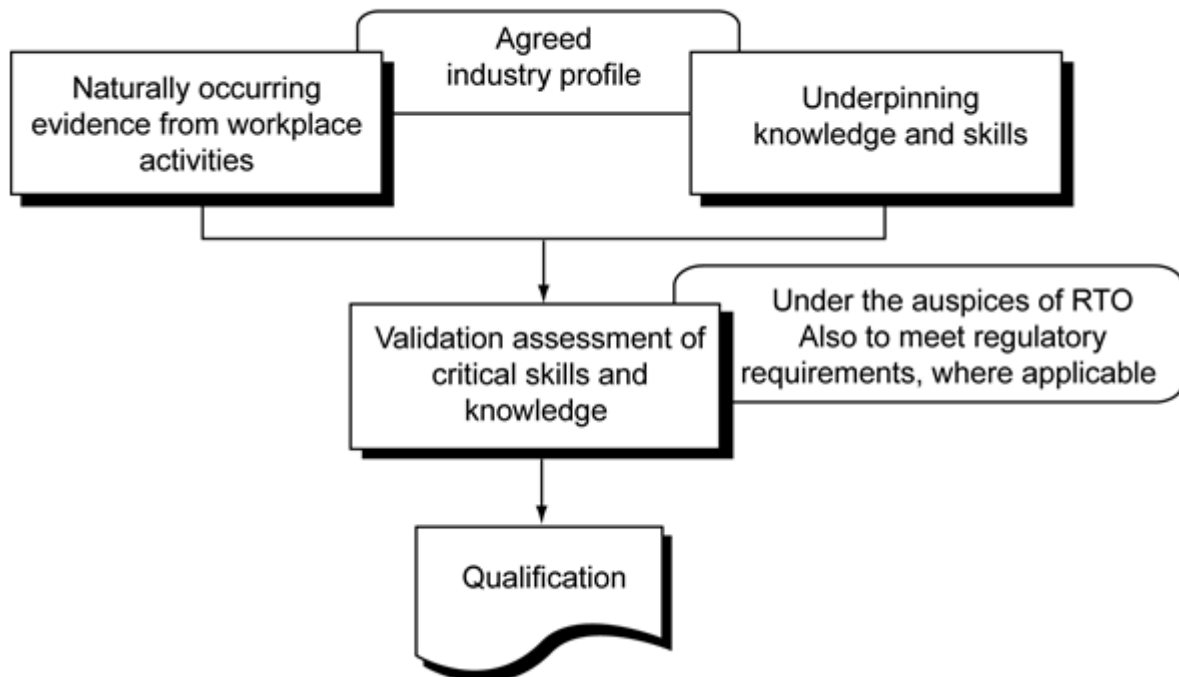 Agreed
industry profile
Naturally occurring
evidence from workplace
activities
Underpinning
knowledge and skills
Validation assessment of
critical skills and
knowledge
Under the auspices of RTO
Also to meet regulatory
requirements, where applicable
Qualification